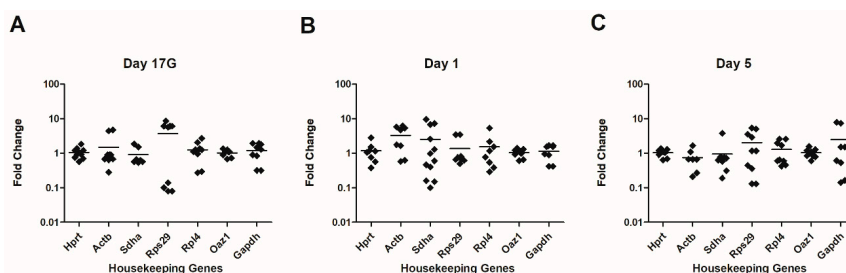 A
Day 17G
Fold Change
100
10
1
0.1
0.01
Hprt
Actb
Sdha
Rps29
Rpl4
Oaz1
Gapdh
Housekeeping Genes
B
Day 1
Fold Change
100
10
1
0.1
0.01
Hprt
Actb
Sdha
Rps29
Rpl4
Oaz1
Gapdh
Housekeeping Genes
C
Day 5
Fold Change
100
10
1
0.1
0.01
Hprt
Actb
Sdha
Rps29
Rpl4
Oaz1
Gapdh
Housekeeping Genes